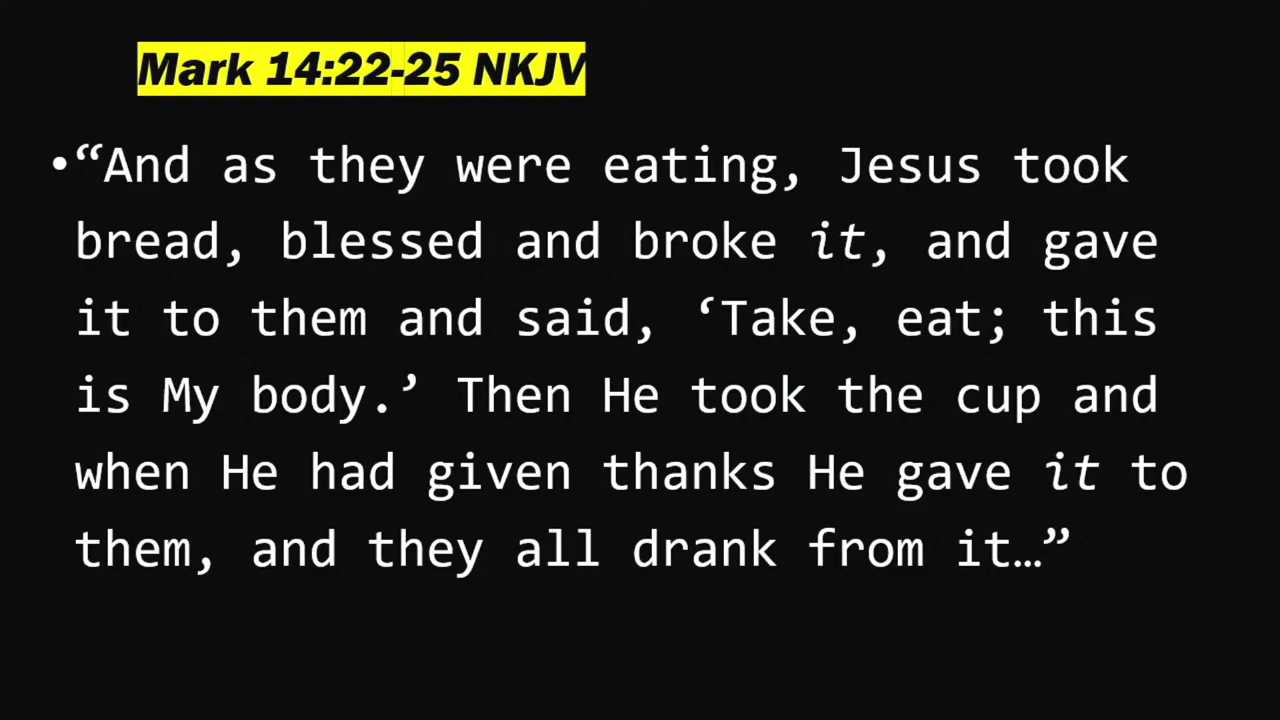 Mark 14:22-25 NKJV
•“And as they were eating, Jesus took
bread, blessed and broke it, and gave
it to them and said, ‘Take, eat; this
is My body.’ Then He took the cup and
when He had given thanks He gave it to
them, and they all drank from it…”